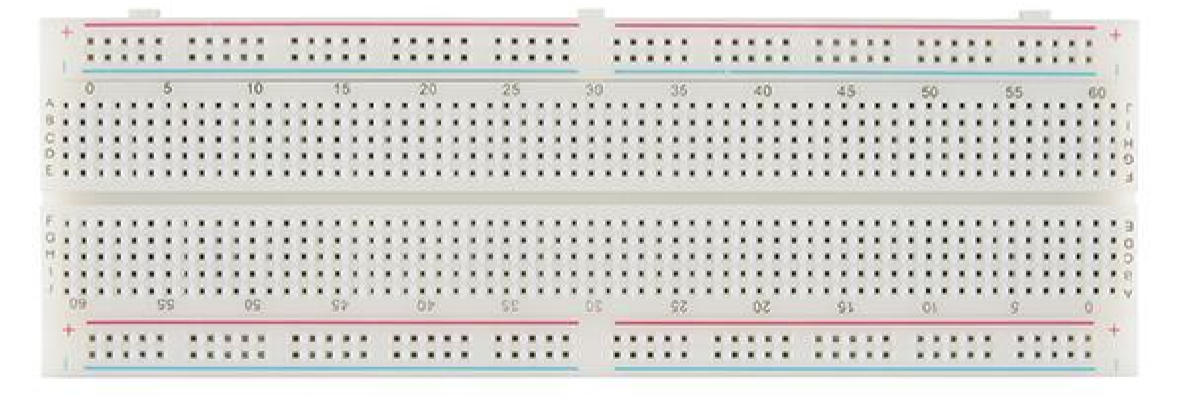 + +
0 5 10 15 20 25 30 35 40 45 50 55 60
A J
B I
C H
D G
E F
F E
G D
H C
I B
J A
60 55 50 45 40 35 30 25 20 15 10 5 0
+ +